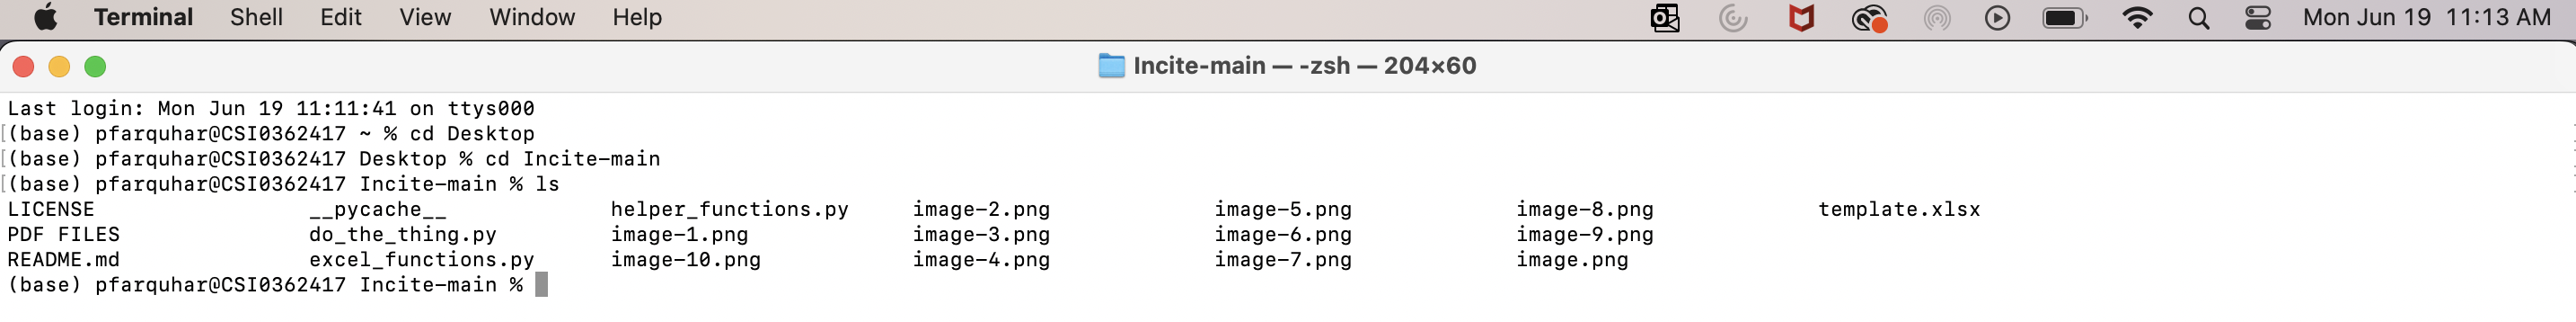 Terminal Shell Edit View Window Help Mon Jun 19 11:13 AM
Incite-main — -zsh — 204×60
Last login: Mon Jun 19 11:11:41 on ttys000
[(base) pfarquhar@CSI0362417 ~ % cd Desktop
[(base) pfarquhar@CSI0362417 Desktop % cd Incite-main
[(base) pfarquhar@CSI0362417 Incite-main % ls
LICENSE __pycache__ helper_functions.py image-2.png image-5.png image-8.png template.xlsx
PDF FILES do_the_thing.py image-1.png image-3.png image-6.png image-9.png
README.md excel_functions.py image-10.png image-4.png image-7.png image.png
(base) pfarquhar@CSI0362417 Incite-main %